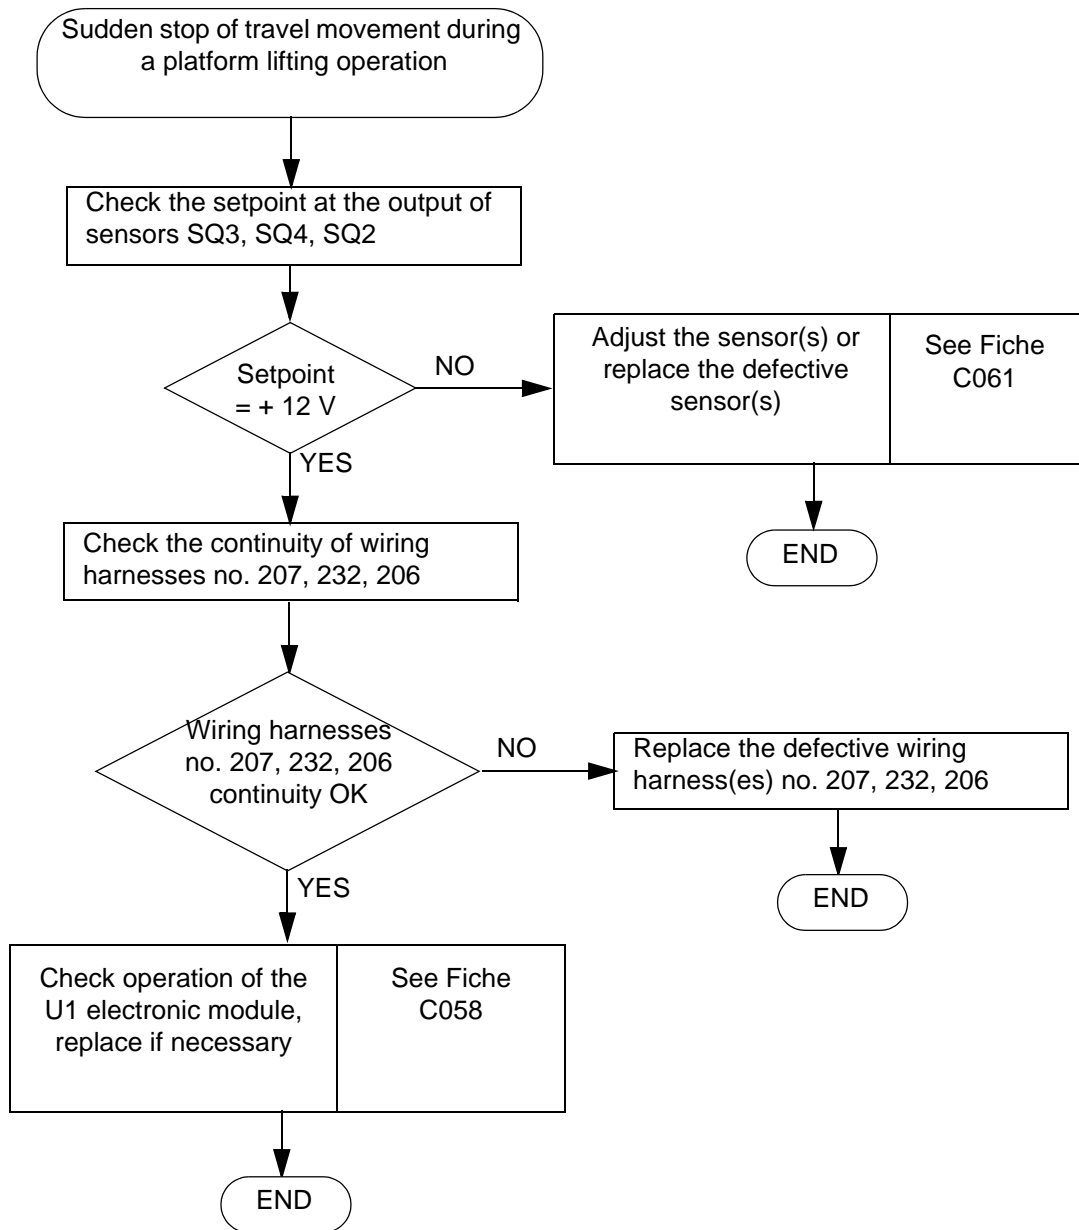 Sudden stop of travel movement during
a platform lifting operation
Check the setpoint at the output of
sensors SQ3, SQ4, SQ2
Setpoint
= + 12 V
NO
Adjust the sensor(s) or
replace the defective
sensor(s)
See Fiche
C061
YES
END
Check the continuity of wiring
harnesses no. 207, 232, 206
Wiring harnesses
no. 207, 232, 206
continuity OK
NO
Replace the defective wiring
harness(es) no. 207, 232, 206
YES
END
Check operation of the
U1 electronic module,
replace if necessary
See Fiche
C058
END